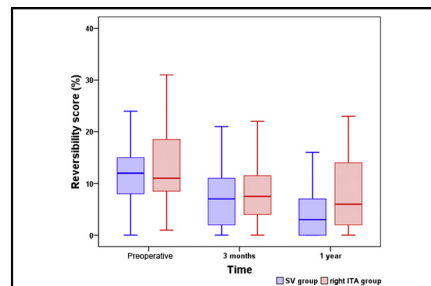 Reversibility score (%)
40
30
20
10
0
Preoperative 3 months 1 year
Time
SV group right ITA group